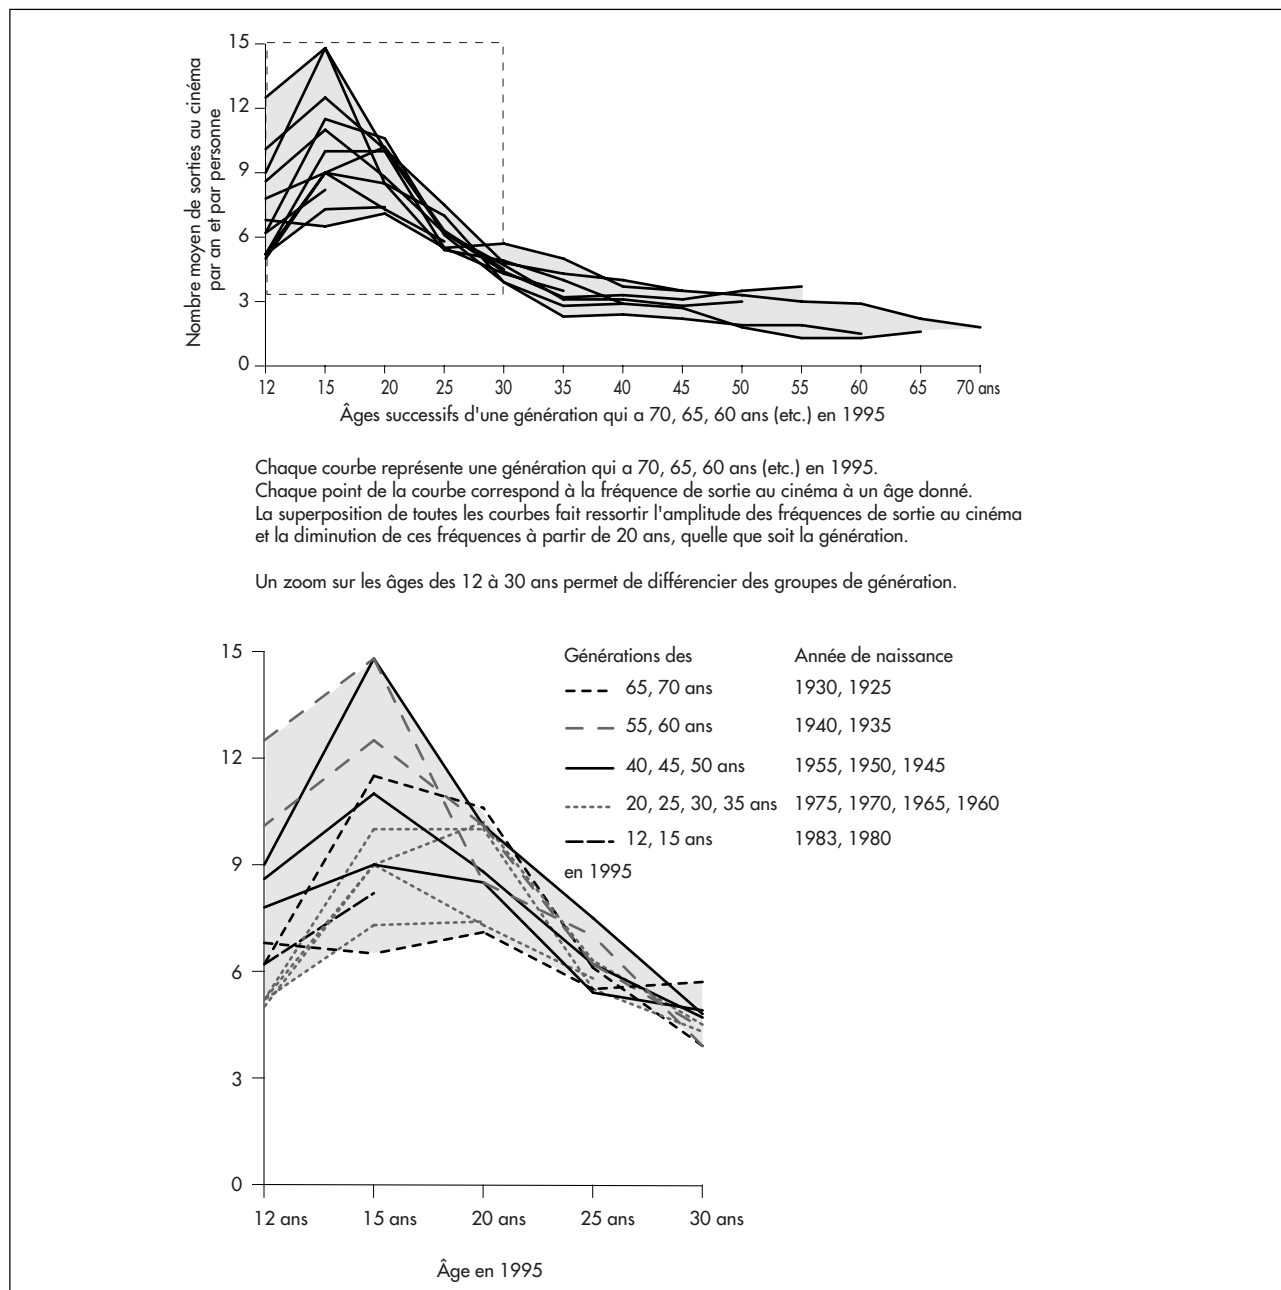 Nombre moyen de sorties au cinéma
par an et par personne
15
12
9
6
3
0
12 15 20 25 30 35 40 45 50 55 60 65 70 ans
Âges successifs d'une génération qui a 70, 65, 60 ans (etc.) en 1995
Chaque courbe représente une génération qui a 70, 65, 60 ans (etc.) en 1995.
Chaque point de la courbe correspond à la fréquence de sortie au cinéma à un âge donné.
La superposition de toutes les courbes fait ressortir l'amplitude des fréquences de sortie au cinéma
et la diminution de ces fréquences à partir de 20 ans, quelle que soit la génération.
Un zoom sur les âges des 12 à 30 ans permet de différencier des groupes de génération.
15
12
9
6
3
0
Générations des Année de naissance
65, 70 ans 1930, 1925
55, 60 ans 1940, 1935
40, 45, 50 ans 1955, 1950, 1945
20, 25, 30, 35 ans 1975, 1970, 1965, 1960
12, 15 ans 1983, 1980
en 1995
12 ans 15 ans 20 ans 25 ans 30 ans
Âge en 1995